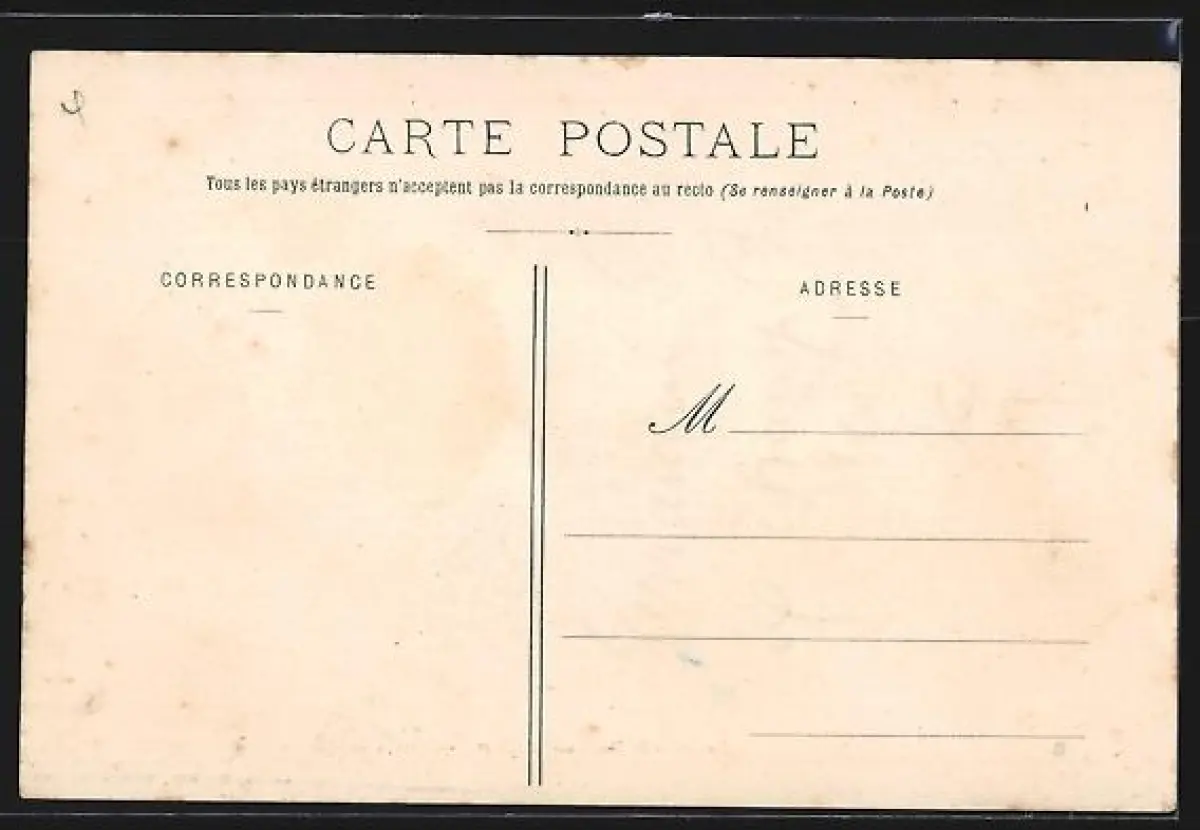 CARTE POSTALE
Tous les pays étrangers n'acceptent pas la correspondance au recto (Se renseigner à la Poste)
CORRESPONDANCE
ADRESSE
M